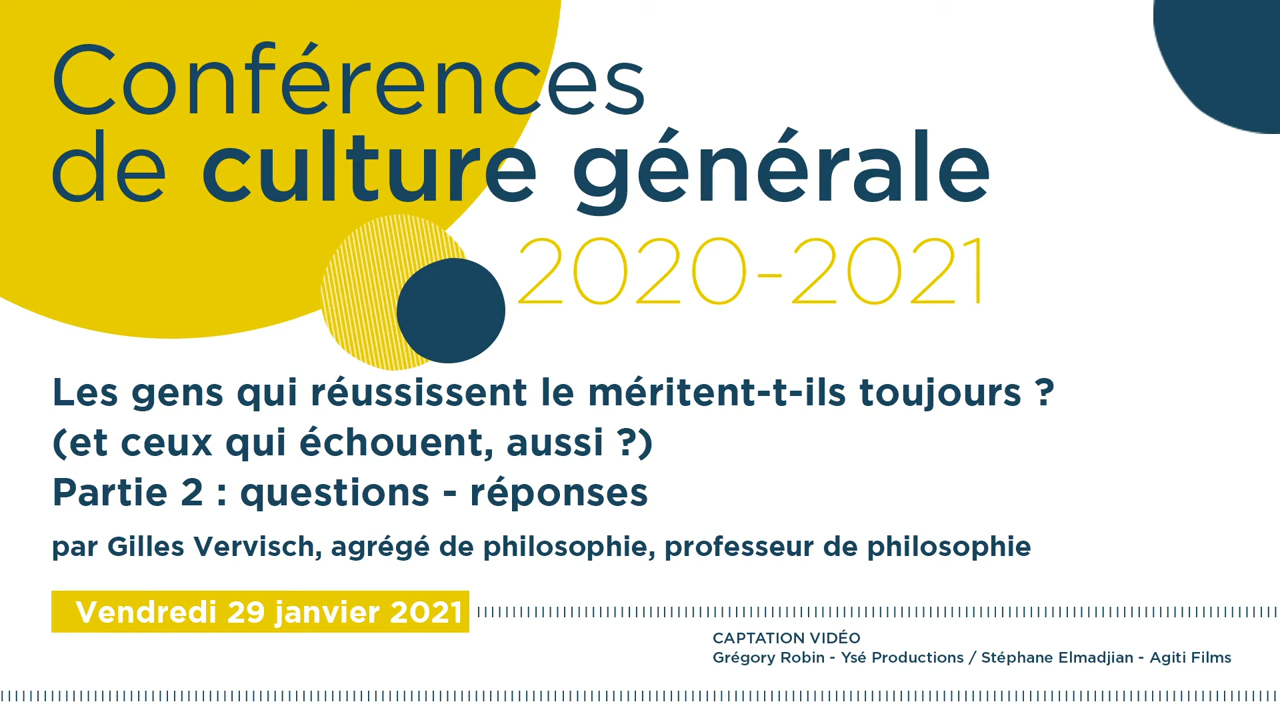 Conférences
de culture générale
2020-2021
Les gens qui réussissent le méritent-t-ils toujours ?
(et ceux qui échouent, aussi ?)
Partie 2 : questions - réponses
par Gilles Vervisch, agrégé de philosophie, professeur de philosophie
Vendredi 29 janvier 2021
CAPTATION VIDÉO
Grégory Robin - Ysé Productions / Stéphane Elmadjian - Agiti Films